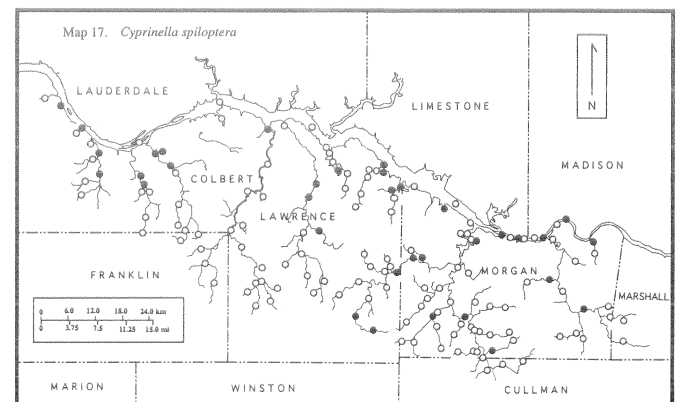 Map 17. Cyprinella spiloptera
LAUDERDALE
LIMESTONE
N
MADISON
COLBERT
LAWRENCE
FRANKLIN
MORGAN
MARSHALL
0 6.0 12.0 18.0 24.0 km
0 3.75 7.5 11.25 15.0 mi
MARION
WINSTON
CULLMAN